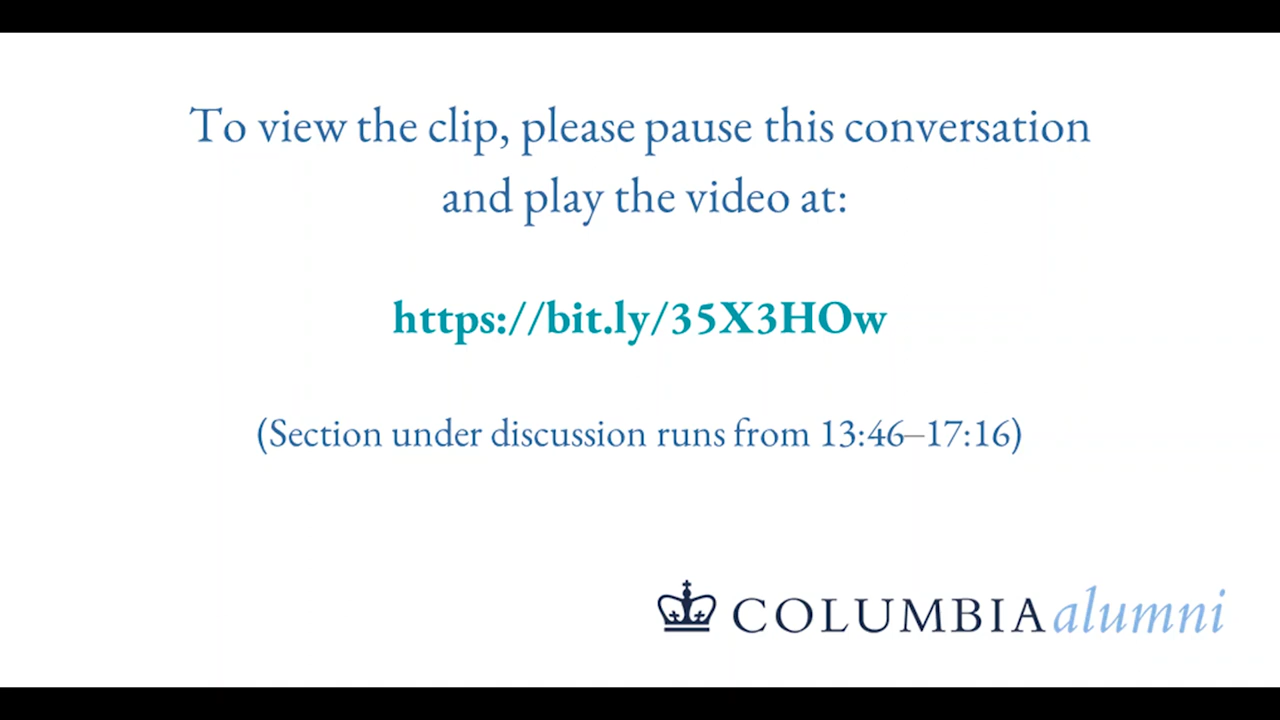 To view the clip, please pause this conversation
and play the video at:
https://bit.ly/35X3HOw
(Section under discussion runs from 13:46–17:16)
COLUMBIA alumni